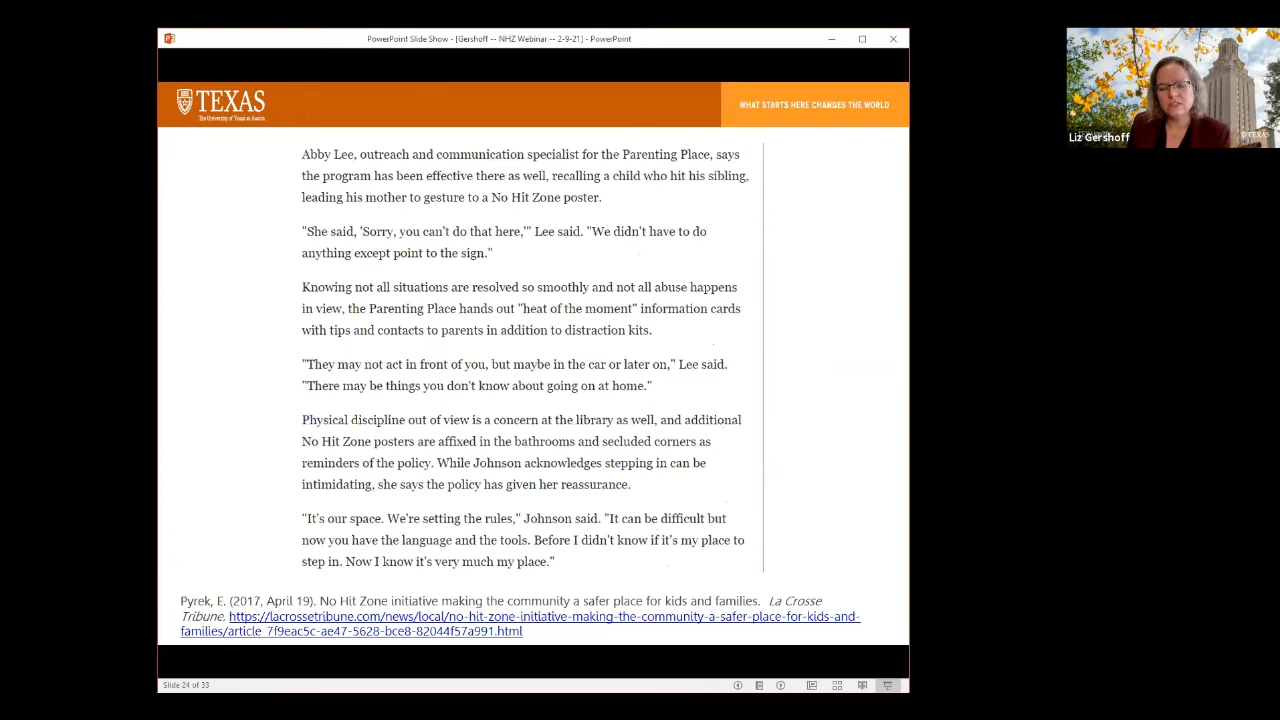 PowerPoint Slide Show - [Gershoff -- NHZ Webinar -- 2-9-21] - PowerPoint
TEXAS
The University of Texas at Austin
WHAT STARTS HERE CHANGES THE WORLD
Liz Gershoff
TEXAS
Abby Lee, outreach and communication specialist for the Parenting Place, says
the program has been effective there as well, recalling a child who hit his sibling,
leading his mother to gesture to a No Hit Zone poster.
"She said, 'Sorry, you can't do that here,'" Lee said. "We didn't have to do
anything except point to the sign."
Knowing not all situations are resolved so smoothly and not all abuse happens
in view, the Parenting Place hands out "heat of the moment" information cards
with tips and contacts to parents in addition to distraction kits.
"They may not act in front of you, but maybe in the car or later on," Lee said.
"There may be things you don't know about going on at home."
Physical discipline out of view is a concern at the library as well, and additional
No Hit Zone posters are affixed in the bathrooms and secluded corners as
reminders of the policy. While Johnson acknowledges stepping in can be
intimidating, she says the policy has given her reassurance.
"It's our space. We're setting the rules," Johnson said. "It can be difficult but
now you have the language and the tools. Before I didn't know if it's my place to
step in. Now I know it's very much my place."
Pyrek, E. (2017, April 19). No Hit Zone initiative making the community a safer place for kids and families. La Crosse
Tribune. https://lacrossetribune.com/news/local/no-hit-zone-initiative-making-the-community-a-safer-place-for-kids-and-
families/article_7f9eac5c-ae47-5628-bce8-82044f57a991.html
Slide 24 of 33